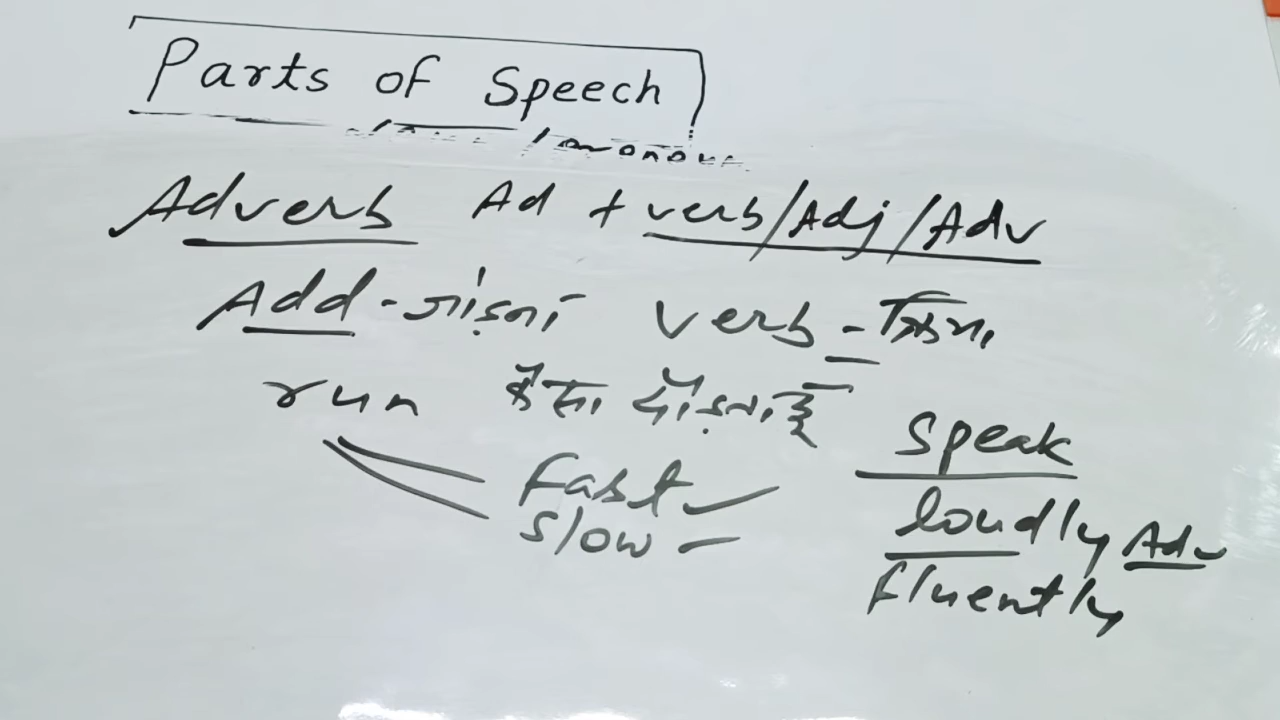 Parts of Speech
Adverb Ad + verb/Adj/Adv
Add - जोड़ना verb - क्रिया
run कैसा दौड़ना है
Speak
Fast
loudly Adv
Slow
fluently